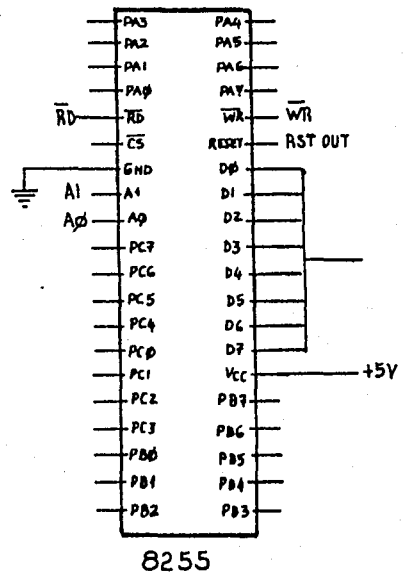 PA3 PA4
PA2 PA5
PA1 PA6
PAØ PA7
RD RD WR WR
CS RESET RST OUT
GND DØ
A1 A1 D1
AØ AØ D2
PC7 D3
PC6 D4
PC5 D5
PC4 D6
PCØ D7
PC1 VCC +5V
PC2 PB7
PC3 PB6
PBØ PB5
PB1 PB4
PB2 PB3
8255